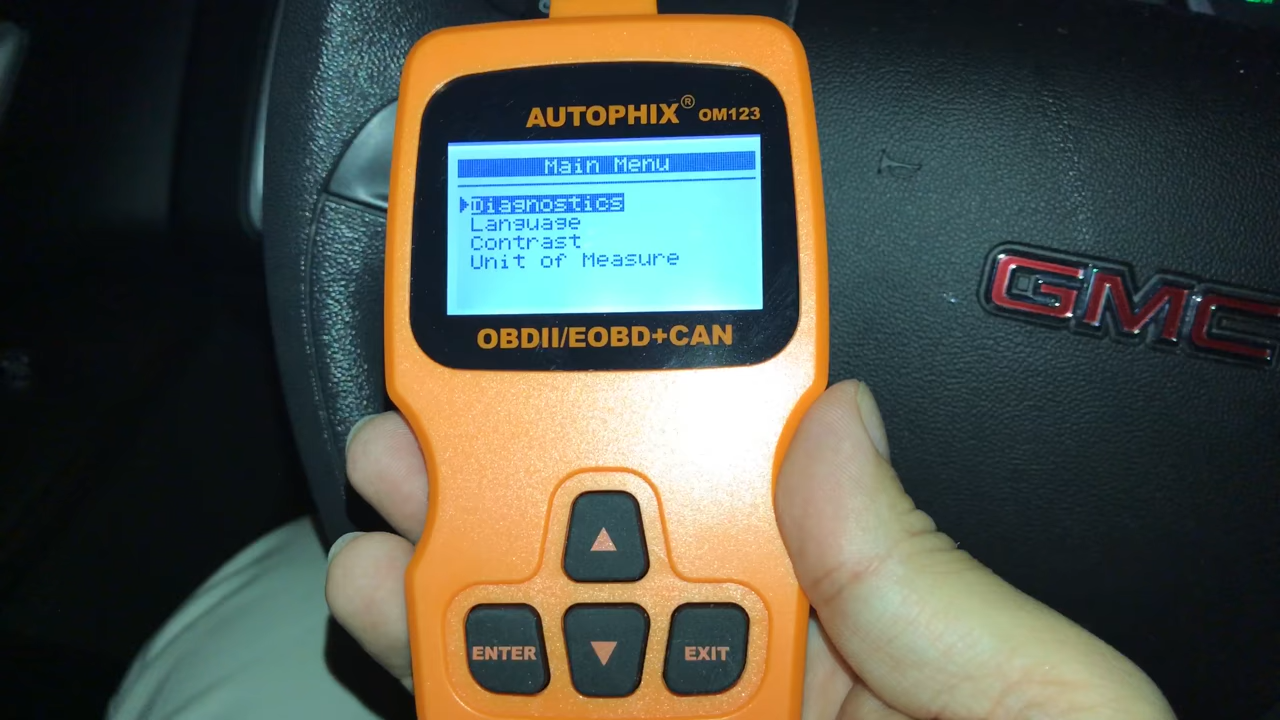 AUTOPHIX® OM123
Main Menu
Diagnostics
Language
Contrast
Unit of Measure
OBDII/EOBD+CAN
GMC
ENTER
EXIT